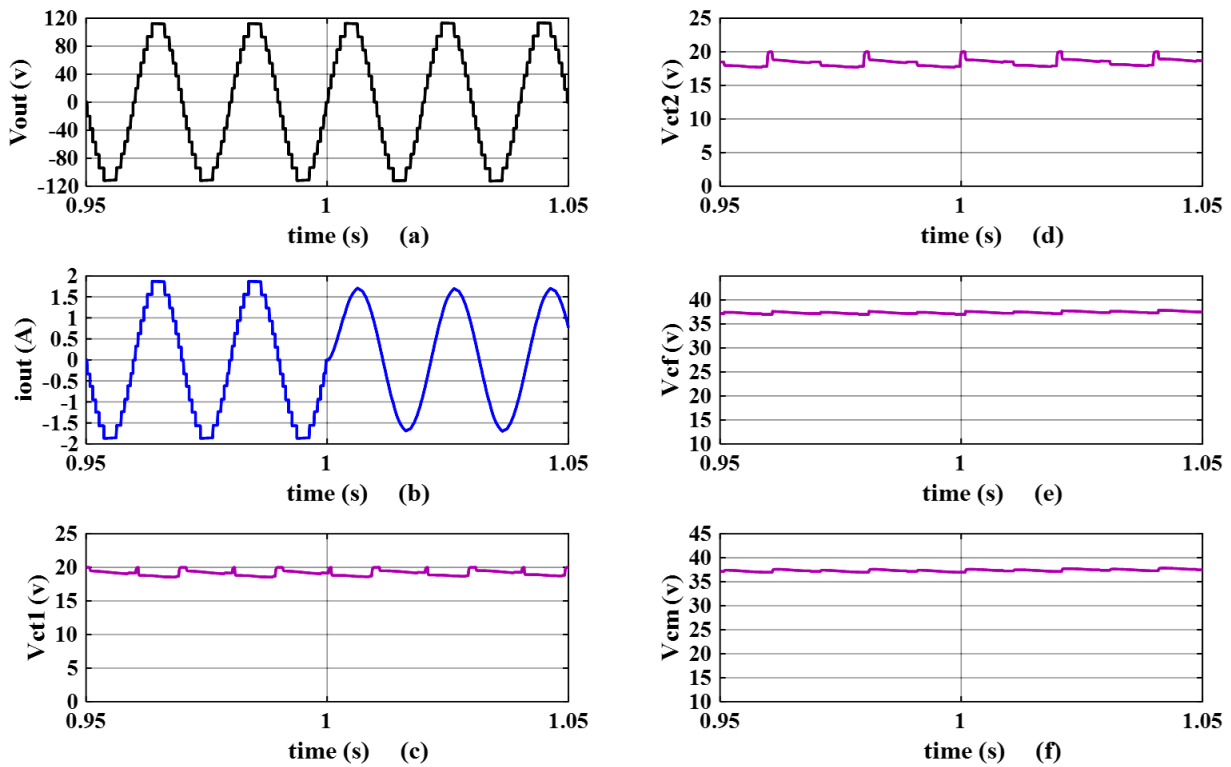 Vout (v)
120
80
40
0
-40
-80
-120
0.95 1 1.05
time (s) (a)
iout (A)
2
1.5
1
0.5
0
-0.5
-1
-1.5
-2
0.95 1 1.05
time (s) (b)
Vct1 (v)
25
20
15
10
5
0
0.95 1 1.05
time (s) (c)
Vct2 (v)
25
20
15
10
5
0
0.95 1 1.05
time (s) (d)
Vcf (v)
40
35
30
25
20
15
10
0.95 1 1.05
time (s) (e)
Vcm (v)
45
40
35
30
25
20
15
10
0.95 1 1.05
time (s) (f)